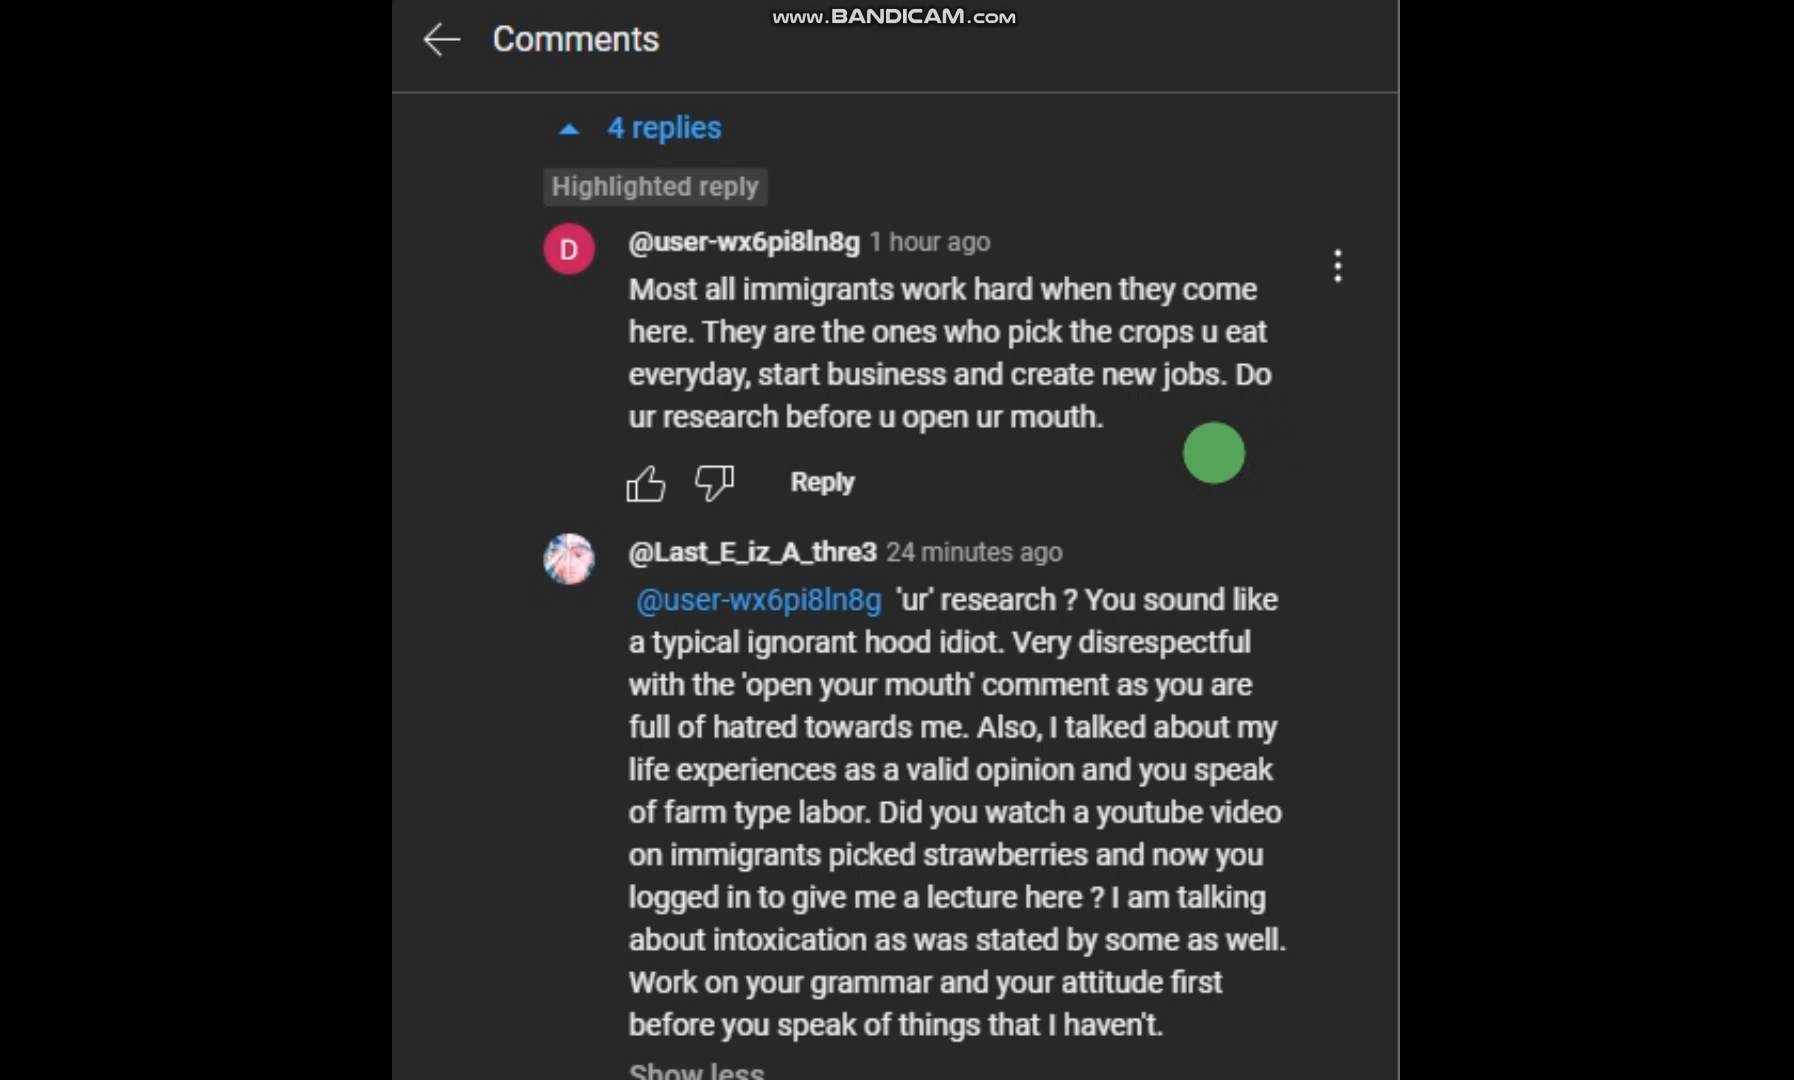 www.BANDICAM.com
Comments
4 replies
Highlighted reply
D
@user-wx6pi8ln8g 1 hour ago
Most all immigrants work hard when they come
here. They are the ones who pick the crops u eat
everyday, start business and create new jobs. Do
ur research before u open ur mouth.
Reply
@Last_E_iz_A_thre3 24 minutes ago
@user-wx6pi8ln8g 'ur' research ? You sound like
a typical ignorant hood idiot. Very disrespectful
with the 'open your mouth' comment as you are
full of hatred towards me. Also, I talked about my
life experiences as a valid opinion and you speak
of farm type labor. Did you watch a youtube video
on immigrants picked strawberries and now you
logged in to give me a lecture here ? I am talking
about intoxication as was stated by some as well.
Work on your grammar and your attitude first
before you speak of things that I haven't.
Show less